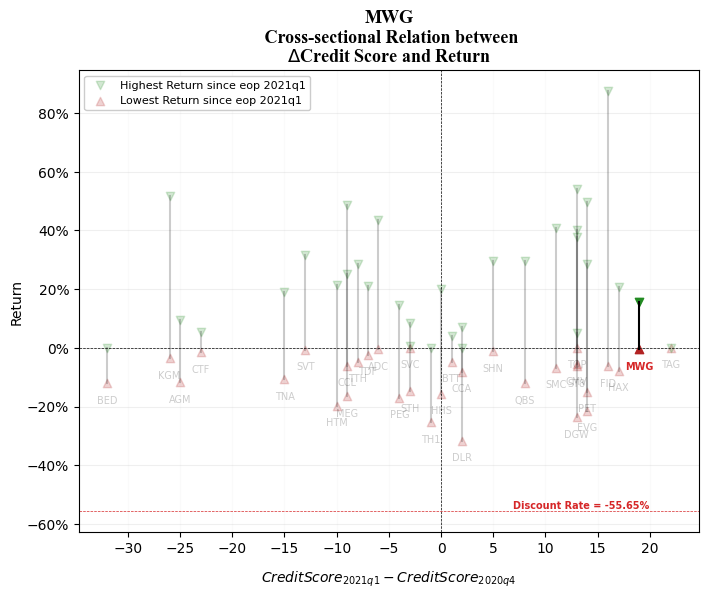 MWG
Cross-sectional Relation between
ΔCredit Score and Return
Highest Return since eop 2021q1
Lowest Return since eop 2021q1
Return
80%
60%
40%
20%
0%
−20%
−40%
−60%
BED
KGM
AGM
CTF
TNA
SVT
HTM
CCL
MEG
TTH
TDF
ADC
PEG
SVC
STH
TH1
HHS
BTT
CCA
DLR
SHN
QBS
SMC
DGW
PET
EVG
FID
HAX
MWG
TAG
Discount Rate = -55.65%
−30
−25
−20
−15
−10
−5
0
5
10
15
20
CreditScore2021q1 − CreditScore2020q4